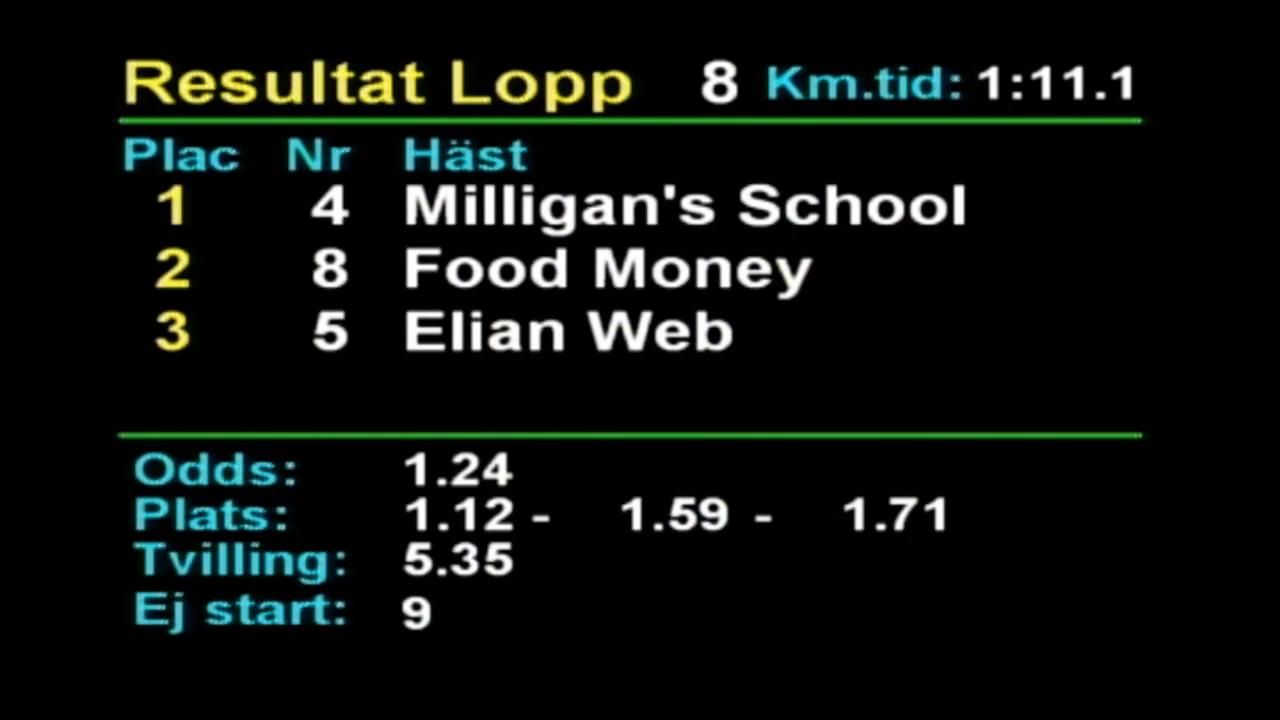 Resultat Lopp 8 Km.tid: 1:11.1
Plac Nr Häst
1 4 Milligan's School
2 8 Food Money
3 5 Elian Web
Odds: 1.24
Plats: 1.12 - 1.59 - 1.71
Tvilling: 5.35
Ej start: 9